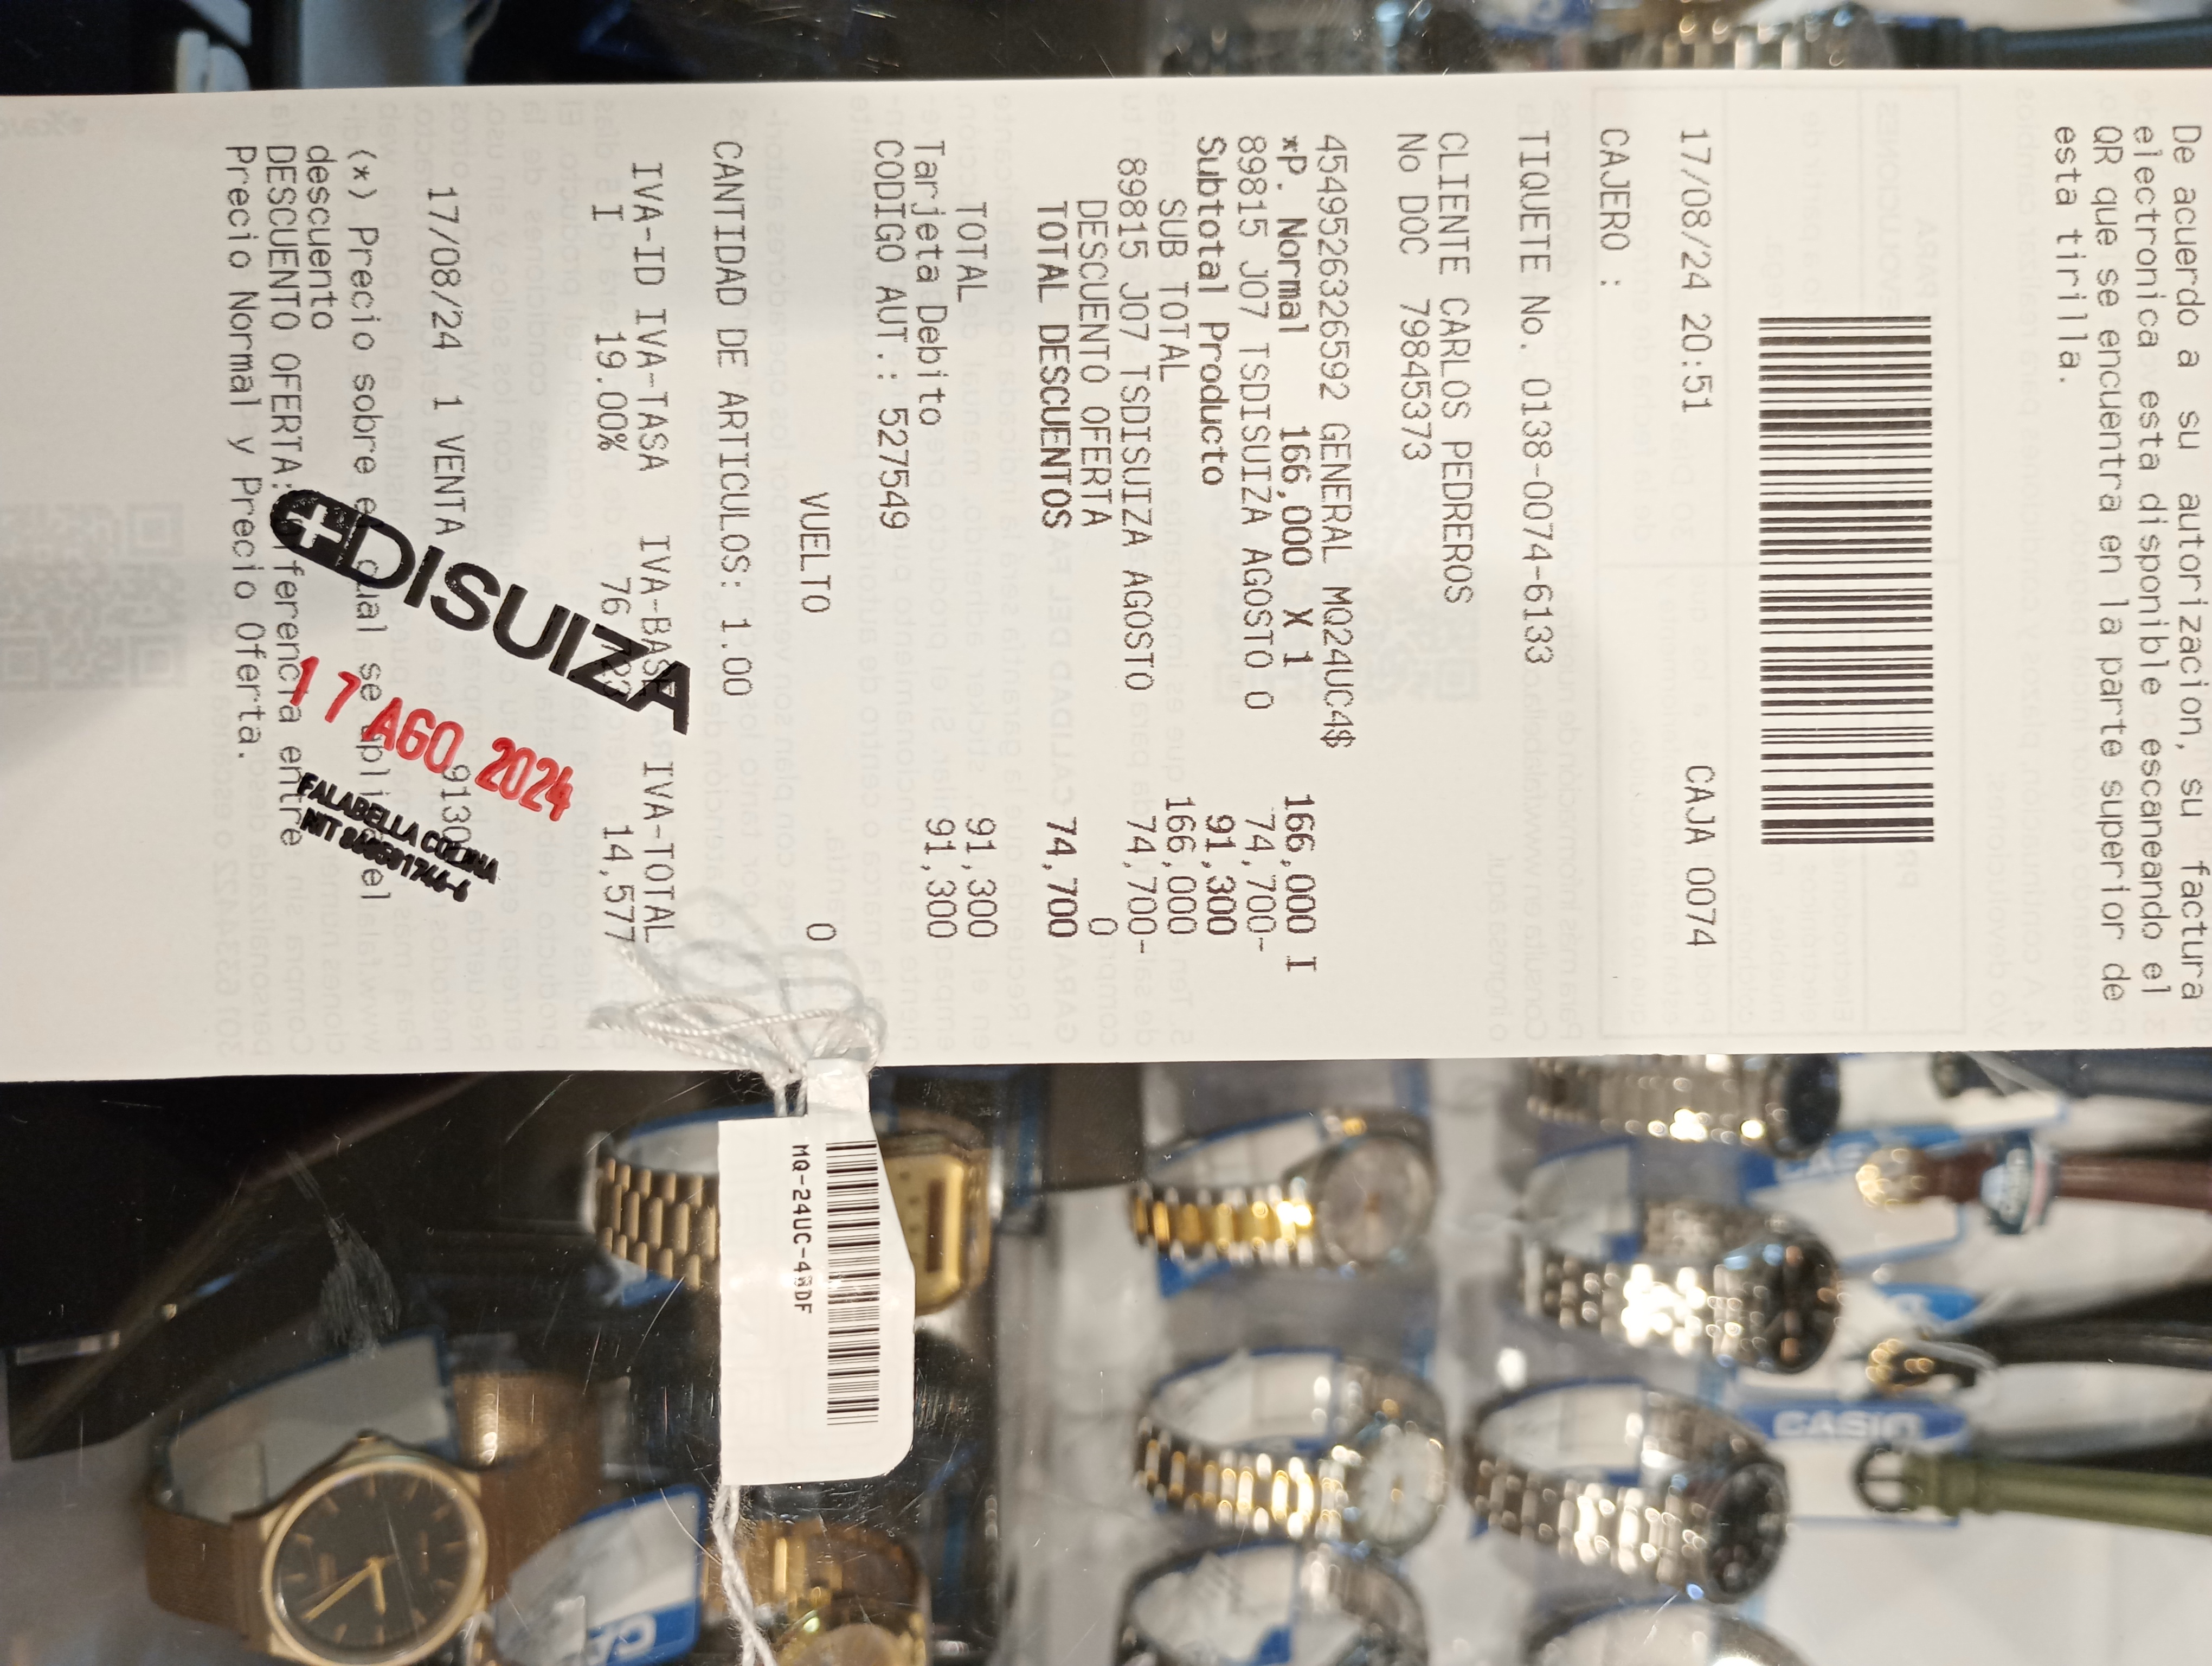 De acuerdo a su autorizacion, su factura
electronica esta disponible escaneando el
QR que se encuentra en la parte superior de
esta tirilla.
17/08/24 20:51 CAJA 0074
CAJERO :
TIQUETE No. 0138-0074-6133
CLIENTE CARLOS PEDREROS
No DOC 79845373
4549526326592 GENERAL MQ24UC4$
*P. Normal 166,000 X 1 166,000 I
89815 J07 TSDISUIZA AGOSTO 0 74,700-
Subtotal Producto 91,300
SUB TOTAL 166,000
89815 J07 TSDISUIZA AGOSTO 74,700-
DESCUENTO OFERTA 0
TOTAL DESCUENTOS 74,700
TOTAL 91,300
Tarjeta Debito 91,300
CODIGO AUT.: 527549
VUELTO 0
CANTIDAD DE ARTICULOS: 1.00
IVA-ID IVA-TASA IVA-BASE IVA-TOTAL
I 19.00% 14,577
17/08/24 1 VENTA
(*) Precio sobre el cual se aplica el
descuento
DESCUENTO OFERTA: Diferencia entre
Precio Normal y Precio Oferta.
DISUIZA
17 AGO 2024
FALABELLA COLINA
MQ-24UC-4BDF
CASIO